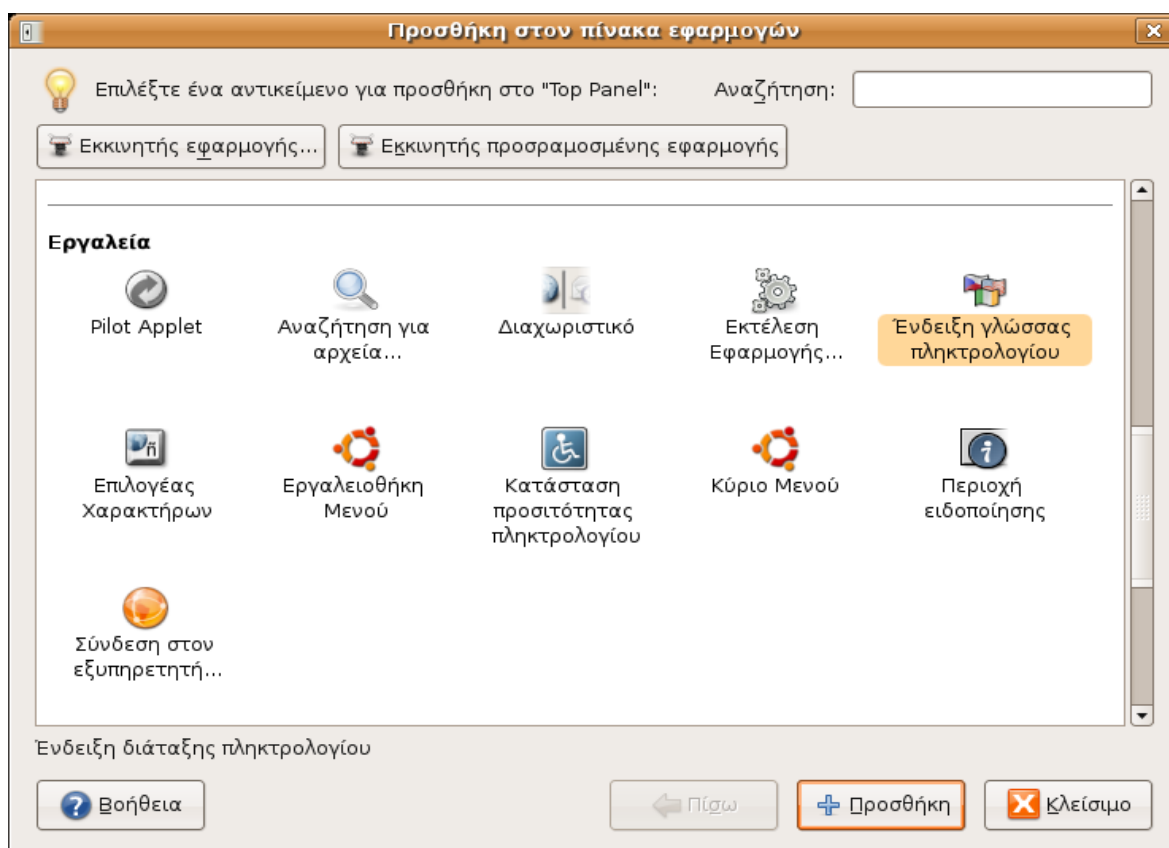 Προσθήκη στον πίνακα εφαρμογών
Επιλέξτε ένα αντικείμενο για προσθήκη στο "Top Panel":
Αναζήτηση:
Εκκινητής εφαρμογής...
Εκκινητής προσραμοσμένης εφαρμογής
Εργαλεία
Pilot Applet
Αναζήτηση για
αρχεία...
Διαχωριστικό
Εκτέλεση
Εφαρμογής...
Ένδειξη γλώσσας
πληκτρολογίου
Επιλογέας
Χαρακτήρων
Εργαλειοθήκη
Μενού
Κατάσταση
προσιτότητας
πληκτρολογίου
Κύριο Μενού
Περιοχή
ειδοποίησης
Σύνδεση στον
εξυπηρετητή...
Ένδειξη διάταξης πληκτρολογίου
Βοήθεια
Πίσω
Προσθήκη
Κλείσιμο